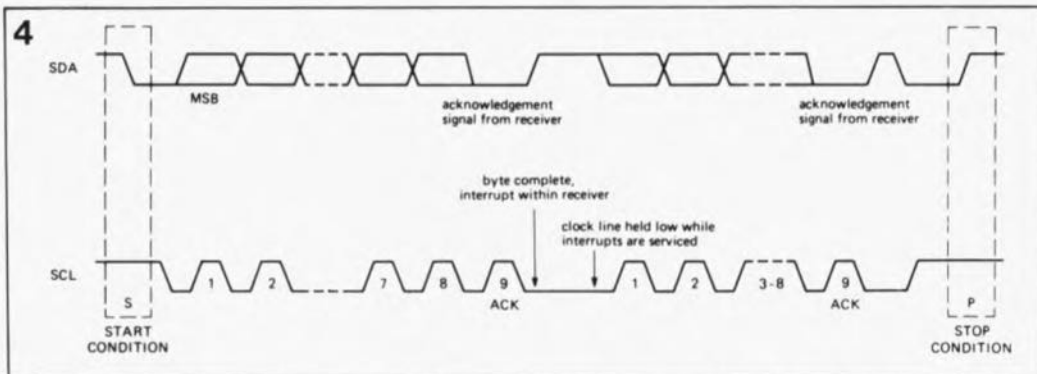 4
SDA
MSB
acknowledgement
signal from receiver
acknowledgement
signal from receiver
byte complete,
interrupt within receiver
clock line held low while
interrupts are serviced
SCL
S
1
2
7
8
9
ACK
1
2
3-8
9
ACK
P
START
CONDITION
STOP
CONDITION